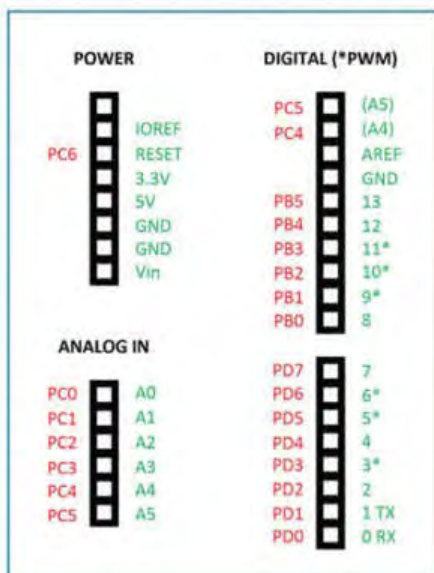 POWER
IOREF
PC6 RESET
3.3V
5V
GND
GND
Vin
ANALOG IN
PC0 A0
PC1 A1
PC2 A2
PC3 A3
PC4 A4
PC5 A5
DIGITAL (*PWM)
PC5 (A5)
PC4 (A4)
AREF
GND
PB5 13
PB4 12
PB3 11*
PB2 10*
PB1 9*
PB0 8
PD7 7
PD6 6*
PD5 5*
PD4 4
PD3 3*
PD2 2
PD1 1 TX
PD0 0 RX